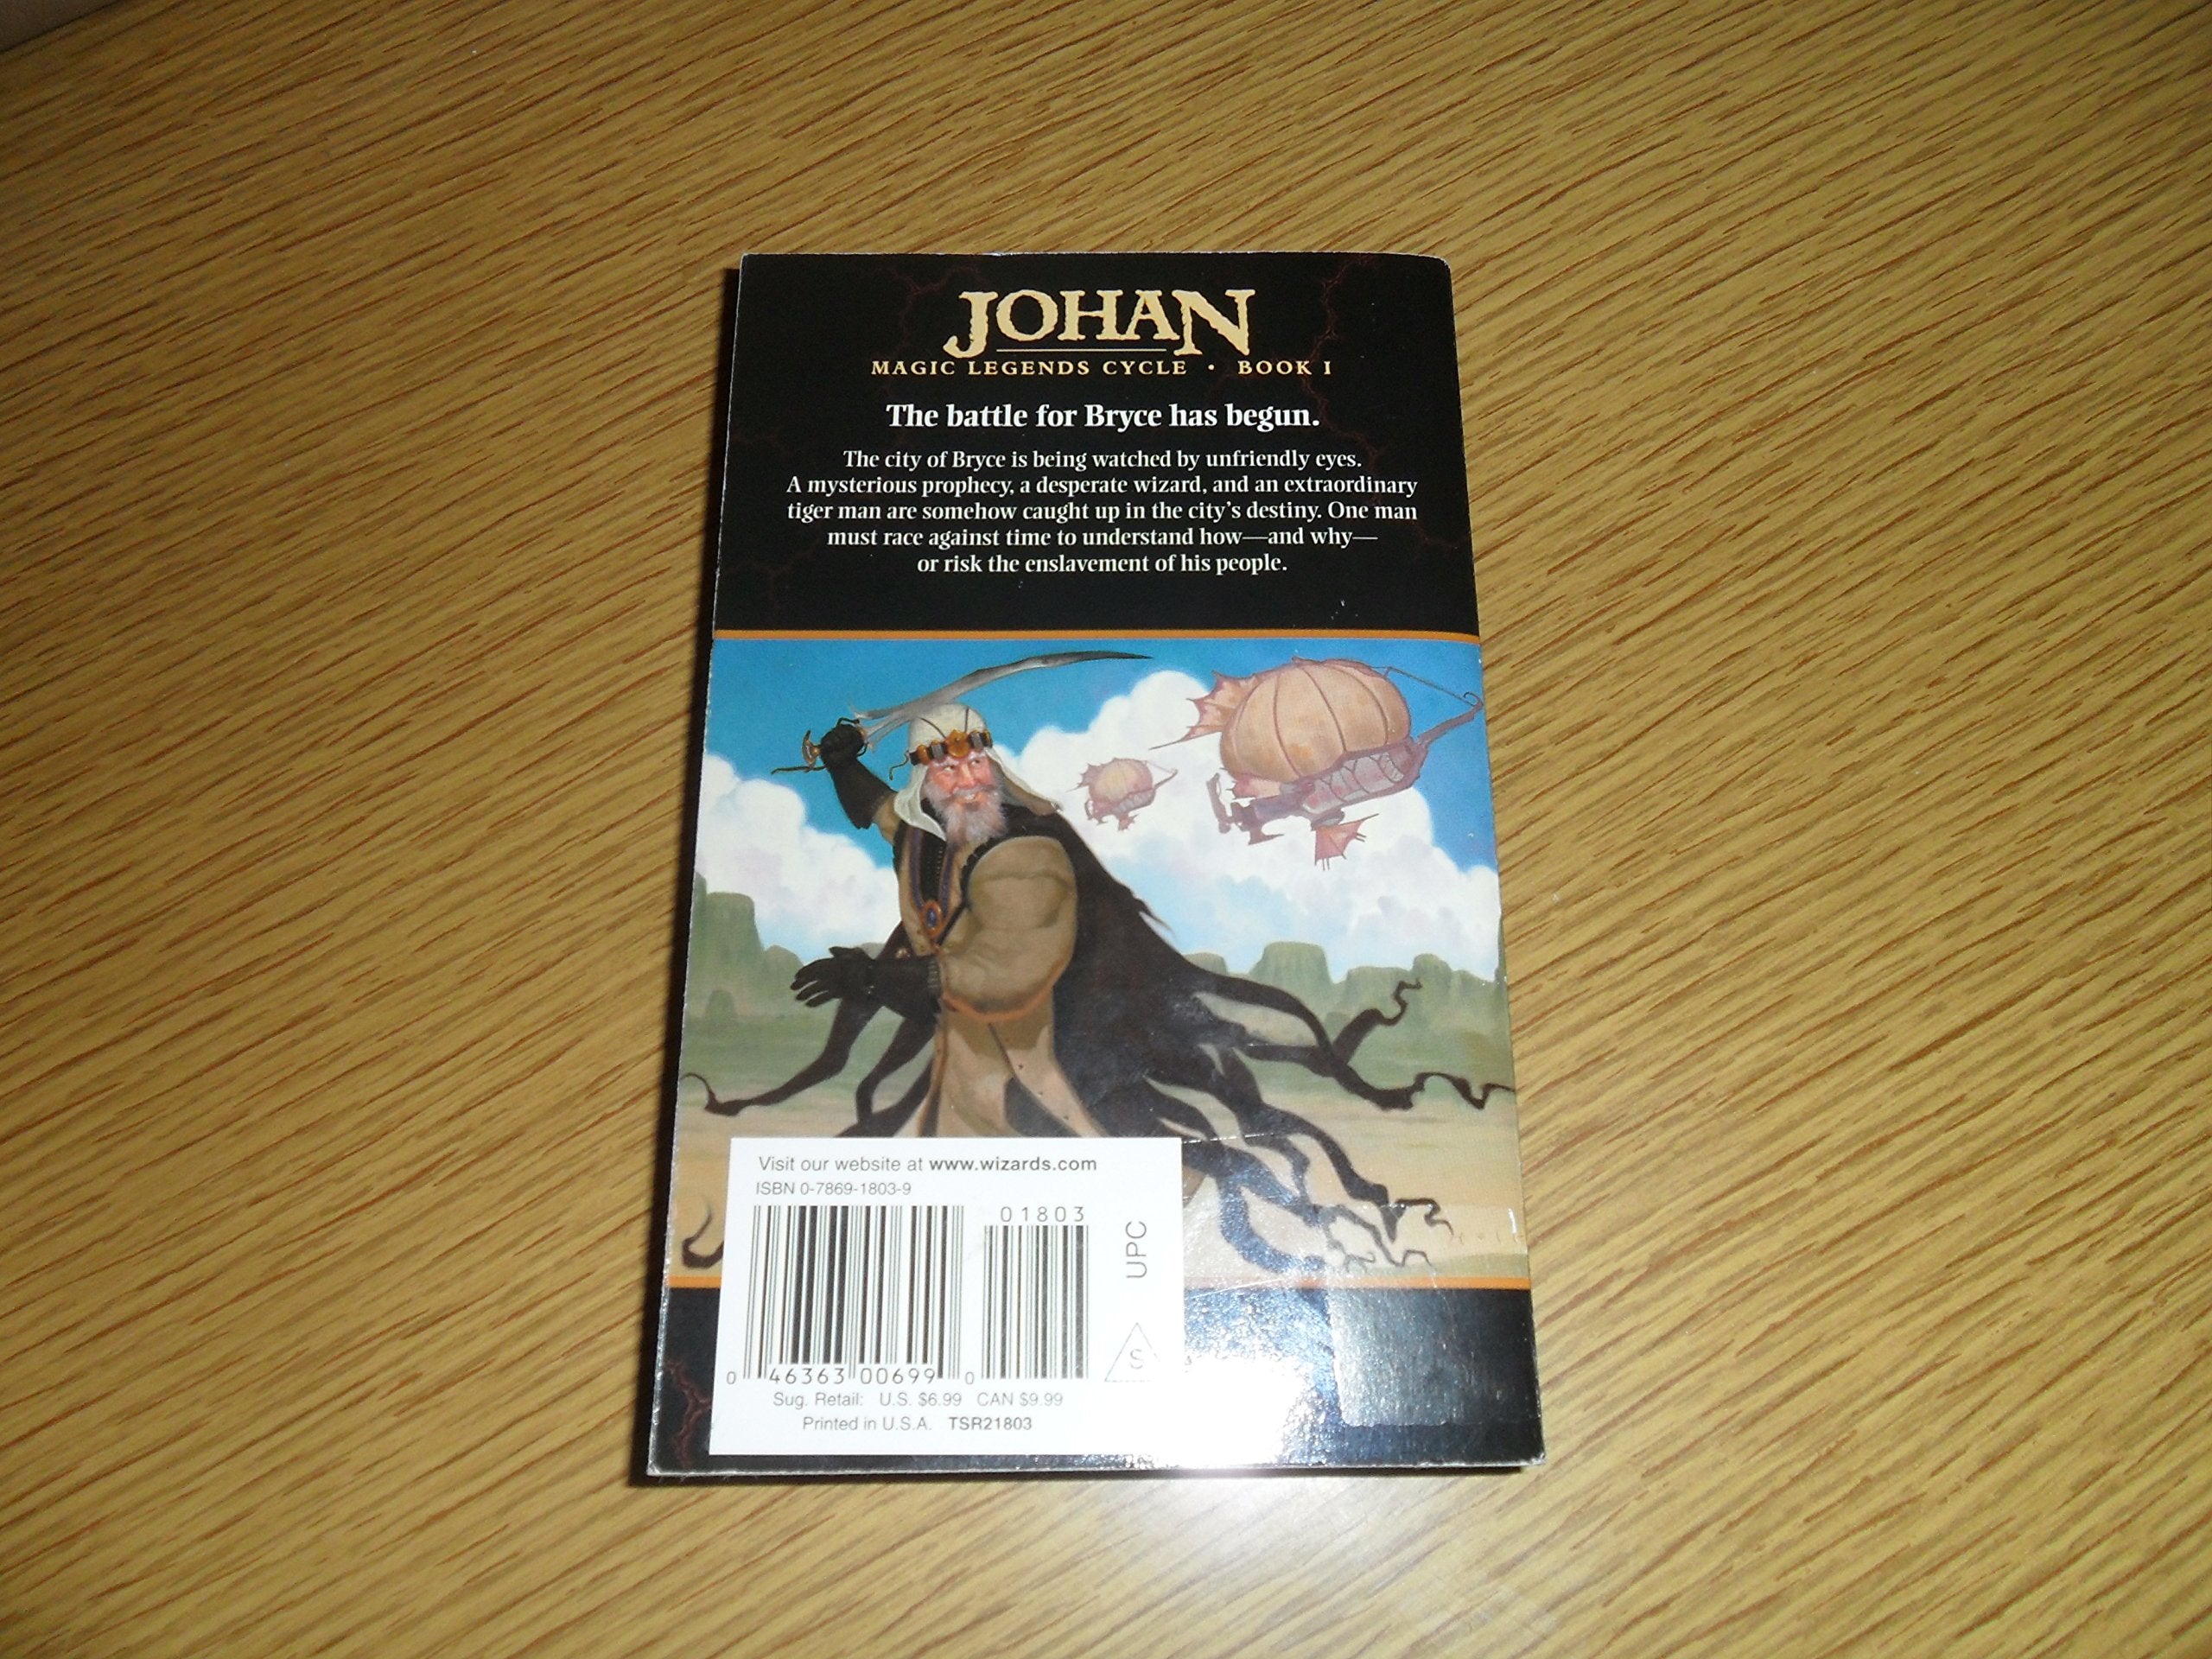 JOHAN
MAGIC LEGENDS CYCLE • BOOK I
The battle for Bryce has begun.
The city of Bryce is being watched by unfriendly eyes.
A mysterious prophecy, a desperate wizard, and an extraordinary
tiger man are somehow caught up in the city's destiny. One man
must race against time to understand how—and why—
or risk the enslavement of his people.
Visit our website at www.wizards.com
ISBN 0-7869-1803-9
01803
UPC
S
0 46363 00699 0
Sug. Retail: U.S. $6.99 CAN $9.99
Printed in U.S.A. TSR21803